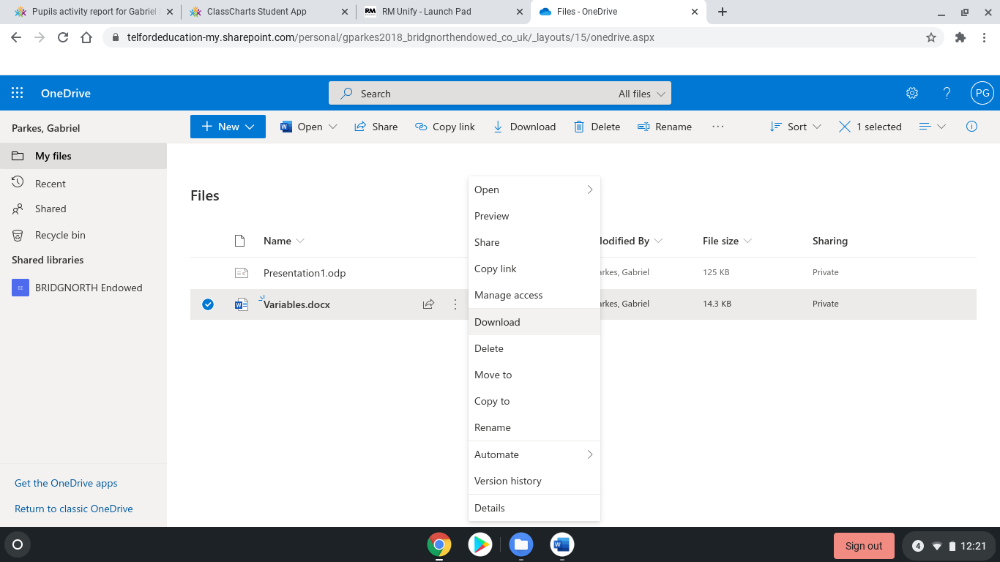 Pupils activity report for Gabriel
ClassCharts Student App
RM
RM Unify - Launch Pad
Files - OneDrive
telfordeducation-my.sharepoint.com/personal/gparkes2018_bridgnorthendowed_co_uk/_layouts/15/onedrive.aspx
OneDrive
Search
All files
?
PG
Parkes, Gabriel
New
Open
Share
Copy link
Download
Delete
Rename
...
Sort
1 selected
My files
Recent
Shared
Recycle bin
Shared libraries
BE
BRIDGNORTH Endowed
Get the OneDrive apps
Return to classic OneDrive
Files
Name
Modified By
File size
Sharing
Presentation1.odp
arkes, Gabriel
125 KB
Private
Variables.docx
arkes, Gabriel
14.3 KB
Private
Open
Preview
Share
Copy link
Manage access
Download
Delete
Move to
Copy to
Rename
Automate
Version history
Details
Sign out
4
12:21